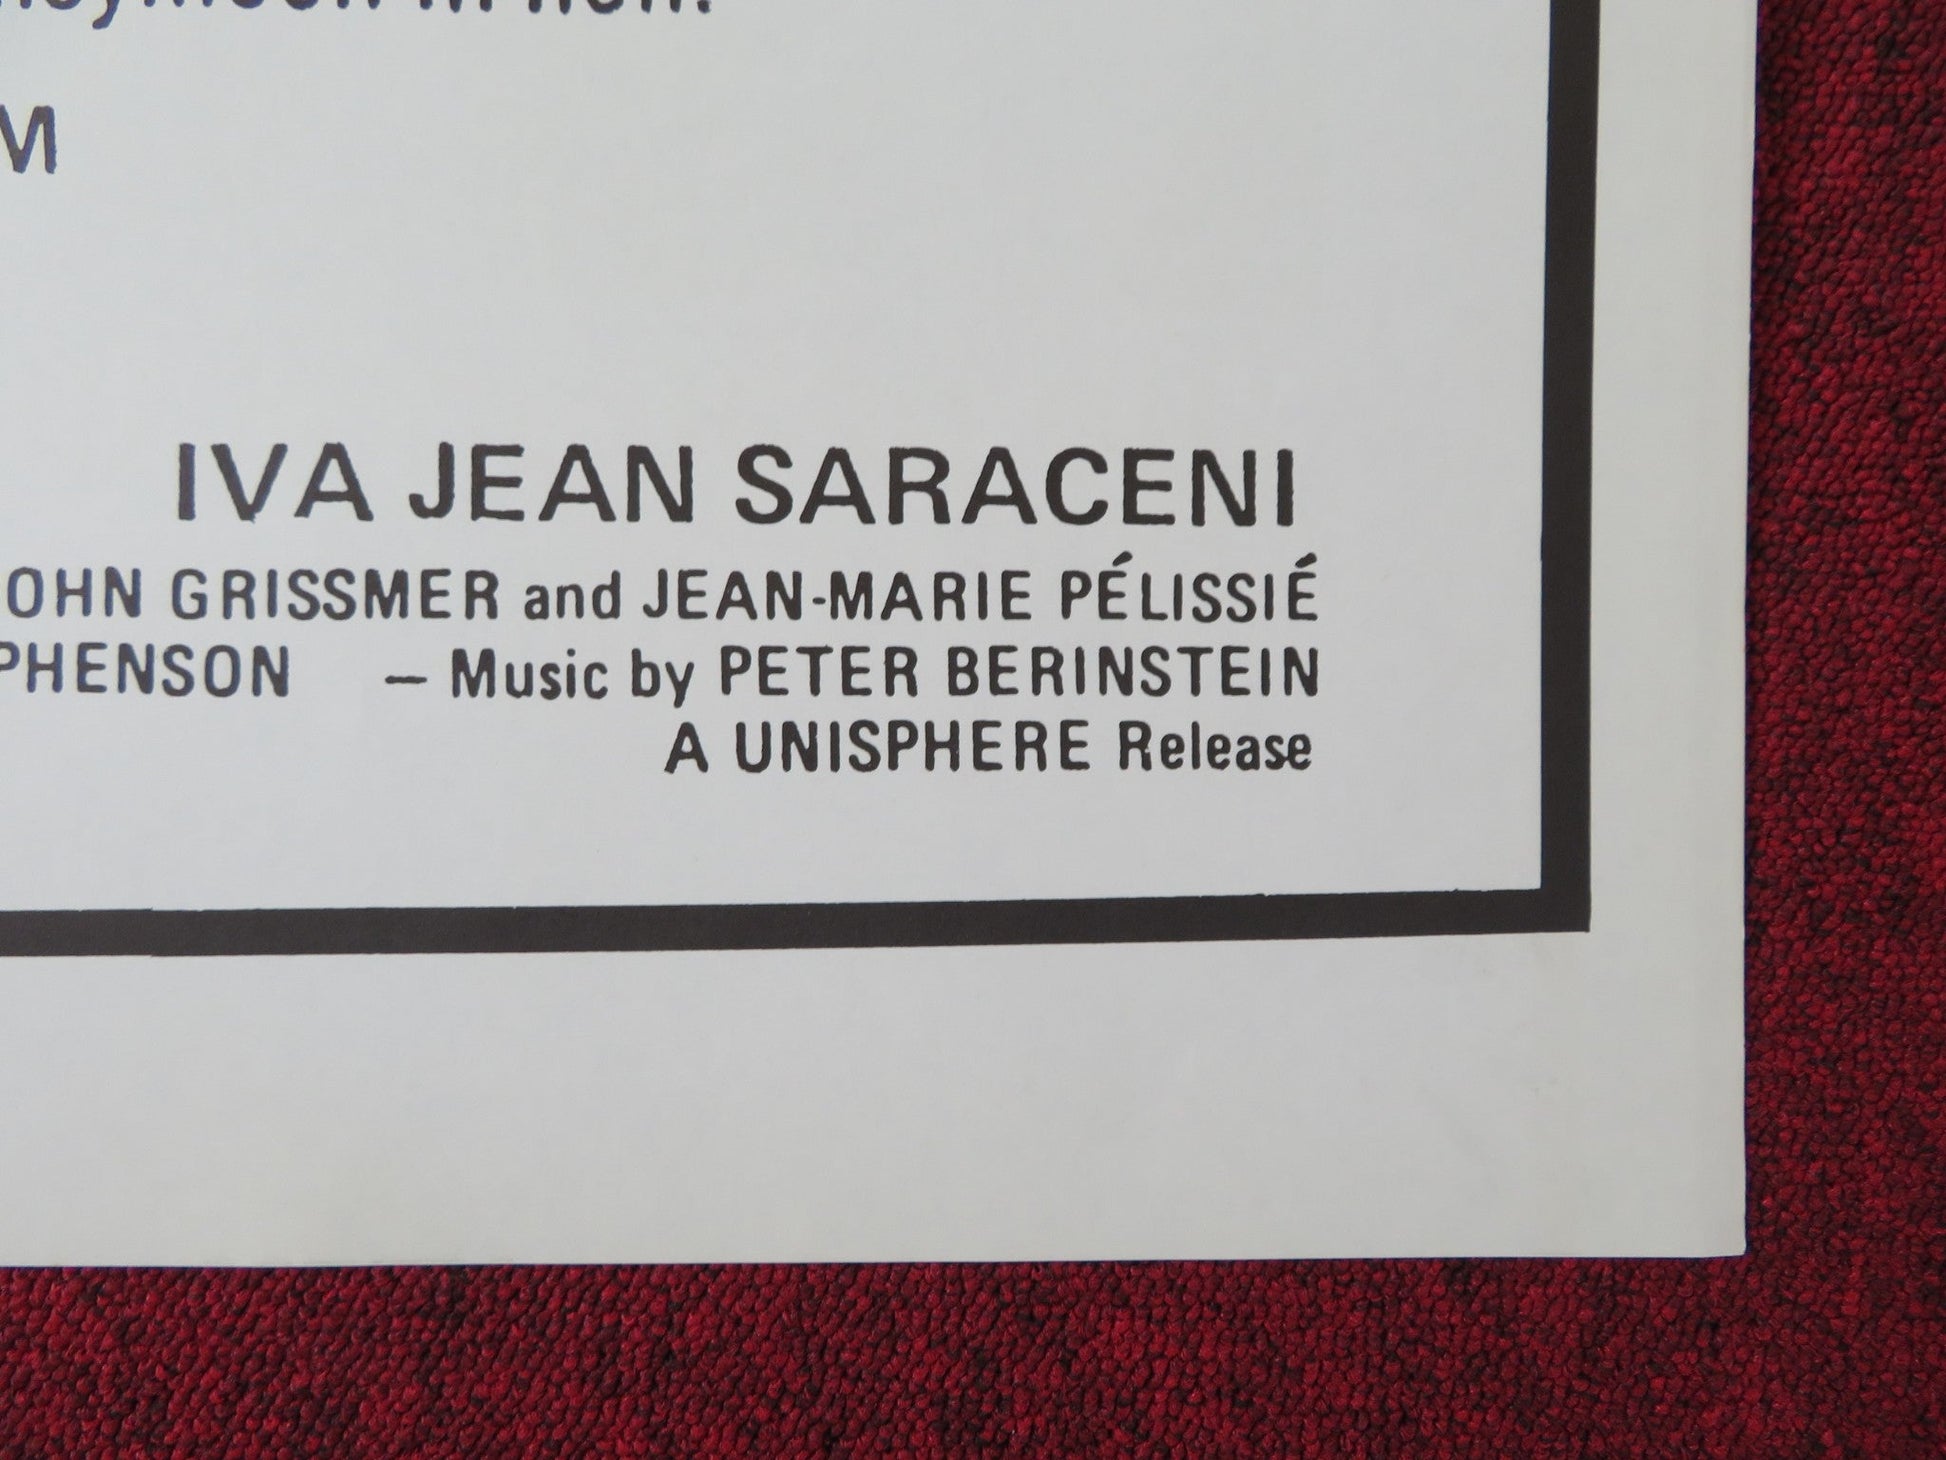 M
IVA JEAN SARACENI
OHN GRISSMER and JEAN-MARIE PÉLISSIÉ
PHENSON – Music by PETER BERINSTEIN
A UNISPHERE Release